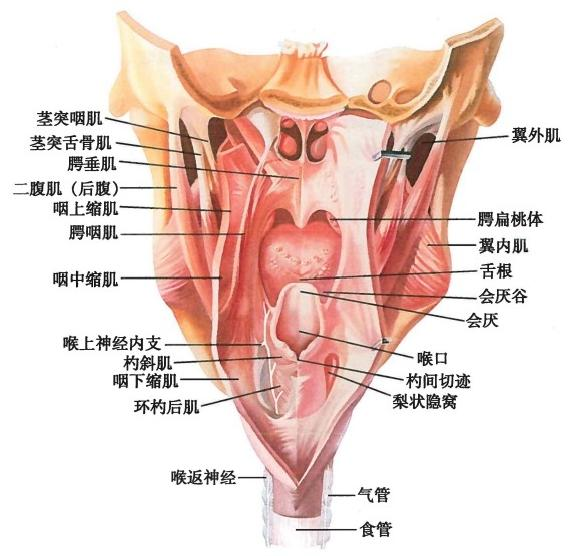 茎突咽肌
茎突舌骨肌
腭垂肌
二腹肌（后腹）
咽上缩肌
腭咽肌
咽中缩肌
喉上神经内支
杓斜肌
咽下缩肌
环杓后肌
喉返神经
翼外肌
腭扁桃体
翼内肌
舌根
会厌谷
会厌
喉口
杓间切迹
梨状隐窝
气管
食管